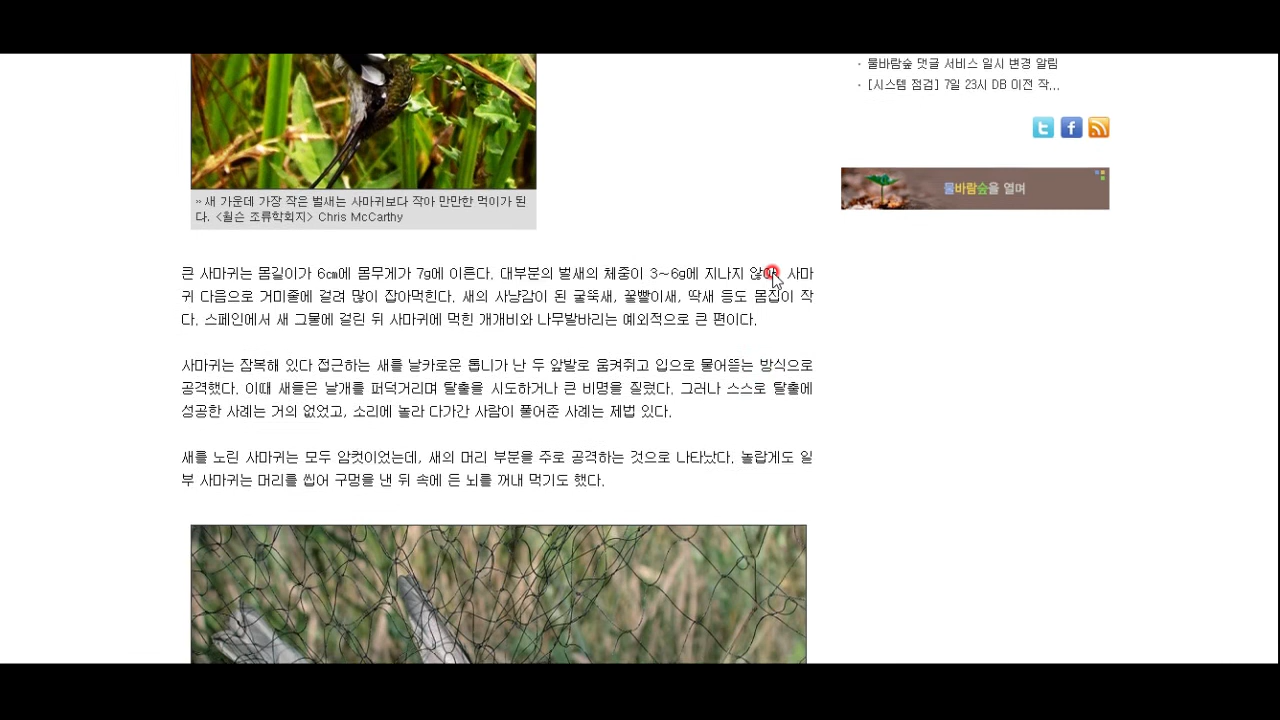 · 물바람숲 댓글 서비스 일시 변경 알림
· [시스템 점검] 7일 23시 DB 이전 작...
물바람숲을 열며
» 새 가운데 가장 작은 벌새는 사마귀보다 작아 만만한 먹이가 된
다. <윌슨 조류학회지> Chris McCarthy
큰 사마귀는 몸길이가 6㎝에 몸무게가 7g에 이른다. 대부분의 벌새의 체중이 3~6g에 지나지 않아, 사마
귀 다음으로 거미줄에 걸려 많이 잡아먹힌다. 새의 사냥감이 된 굴뚝새, 꿀빨이새, 딱새 등도 몸집이 작
다. 스페인에서 새 그물에 걸린 뒤 사마귀에 먹힌 개개비와 나무발바리는 예외적으로 큰 편이다.
사마귀는 잠복해 있다 접근하는 새를 날카로운 톱니가 난 두 앞발로 움켜쥐고 입으로 물어뜯는 방식으로
공격했다. 이때 새들은 날개를 퍼덕거리며 탈출을 시도하거나 큰 비명을 질렀다. 그러나 스스로 탈출에
성공한 사례는 거의 없었고, 소리에 놀라 다가간 사람이 풀어준 사례는 제법 있다.
새를 노린 사마귀는 모두 암컷이었는데, 새의 머리 부분을 주로 공격하는 것으로 나타났다. 놀랍게도 일
부 사마귀는 머리를 씹어 구멍을 낸 뒤 속에 든 뇌를 꺼내 먹기도 했다.